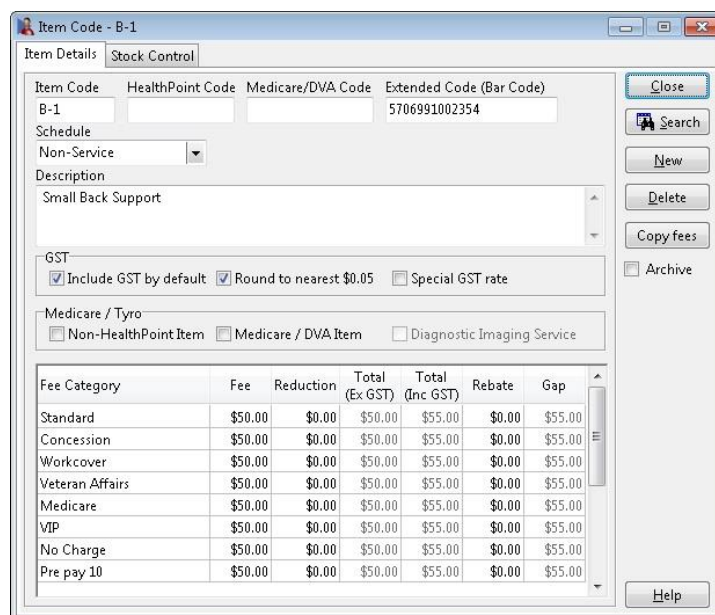 Item Code - B-1
Item Details Stock Control
Item Code HealthPoint Code Medicare/DVA Code Extended Code (Bar Code)
B-1 5706991002354
Schedule
Non-Service
Description
Small Back Support
GST
Include GST by default Round to nearest $0.05 Special GST rate
Medicare / Tyro
Non-HealthPoint Item Medicare / DVA Item Diagnostic Imaging Service
Fee Category Fee Reduction Total (Ex GST) Total (Inc GST) Rebate Gap
Standard $50.00 $0.00 $50.00 $55.00 $0.00 $55.00
Concession $50.00 $0.00 $50.00 $55.00 $0.00 $55.00
Workcover $50.00 $0.00 $50.00 $55.00 $0.00 $55.00
Veteran Affairs $50.00 $0.00 $50.00 $55.00 $0.00 $55.00
Medicare $50.00 $0.00 $50.00 $55.00 $0.00 $55.00
VIP $50.00 $0.00 $50.00 $55.00 $0.00 $55.00
No Charge $50.00 $0.00 $50.00 $55.00 $0.00 $55.00
Pre pay 10 $50.00 $0.00 $50.00 $55.00 $0.00 $55.00
Close
Search
New
Delete
Copy fees
Archive
Help